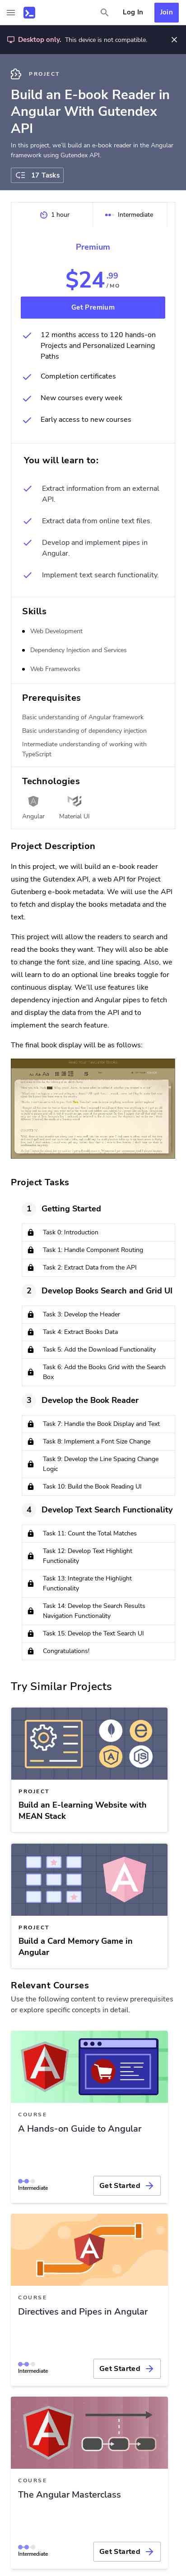 Log In
Join
Desktop only. This device is not compatible.
PROJECT
Build an E-book Reader in
Angular With Gutendex
API
In this project, we'll build an e-book reader in the Angular
framework using Gutendex API.
17 Tasks
1 hour
Intermediate
Premium
$24.99
/MO
Get Premium
12 months access to 120 hands-on
Projects and Personalized Learning
Paths
Completion certificates
New courses every week
Early access to new courses
You will learn to:
Extract information from an external
API.
Extract data from online text files.
Develop and implement pipes in
Angular.
Implement text search functionality.
Skills
Web Development
Dependency Injection and Services
Web Frameworks
Prerequisites
Basic understanding of Angular framework
Basic understanding of dependency injection
Intermediate understanding of working with
TypeScript
Technologies
Angular
Material UI
Project Description
In this project, we will build an e-book reader
using the Gutendex API, a web API for Project
Gutenberg e-book metadata. We will use the API
to fetch and display the books metadata and the
text.
This project will allow the readers to search and
read the books they want. They will also be able
to change the font, size, and line spacing. Also, we
will learn to do an optional line breaks toggle for
continuous display. We'll use features like
dependency injection and Angular pipes to fetch
and display the data from the API and to
implement the search feature.
The final book display will be as follows:
Project Tasks
1
Getting Started
Task 0: Introduction
Task 1: Handle Component Routing
Task 2: Extract Data from the API
2
Develop Books Search and Grid UI
Task 3: Develop the Header
Task 4: Extract Books Data
Task 5: Add the Download Functionality
Task 6: Add the Books Grid with the Search
Box
3
Develop the Book Reader
Task 7: Handle the Book Display and Text
Task 8: Implement a Font Size Change
Task 9: Develop the Line Spacing Change
Logic
Task 10: Build the Book Reading UI
4
Develop Text Search Functionality
Task 11: Count the Total Matches
Task 12: Develop Text Highlight
Functionality
Task 13: Integrate the Highlight
Functionality
Task 14: Develop the Search Results
Navigation Functionality
Task 15: Develop the Text Search UI
Congratulations!
Try Similar Projects
PROJECT
Build an E-learning Website with
MEAN Stack
PROJECT
Build a Card Memory Game in
Angular
Relevant Courses
Use the following content to review prerequisites
or explore specific concepts in detail.
COURSE
A Hands-on Guide to Angular
Intermediate
Get Started
COURSE
Directives and Pipes in Angular
Intermediate
Get Started
COURSE
The Angular Masterclass
Intermediate
Get Started